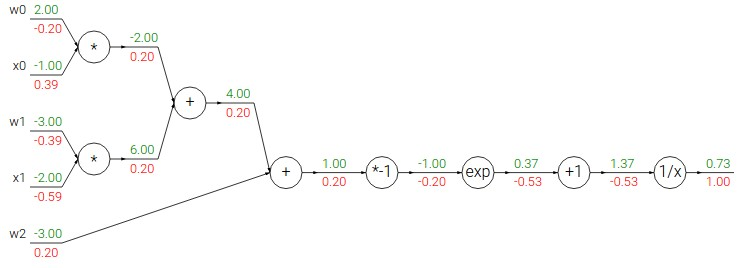 w0 2.00
-0.20
* -2.00
0.20
x0 -1.00
0.39
+ 4.00
0.20
w1 -3.00
-0.39
* 6.00
0.20
x1 -2.00
-0.59
+ 1.00 *-1 -1.00 exp 0.37 +1 1.37 1/x 0.73
0.20 -0.20 -0.53 -0.53 1.00
w2 -3.00
0.20